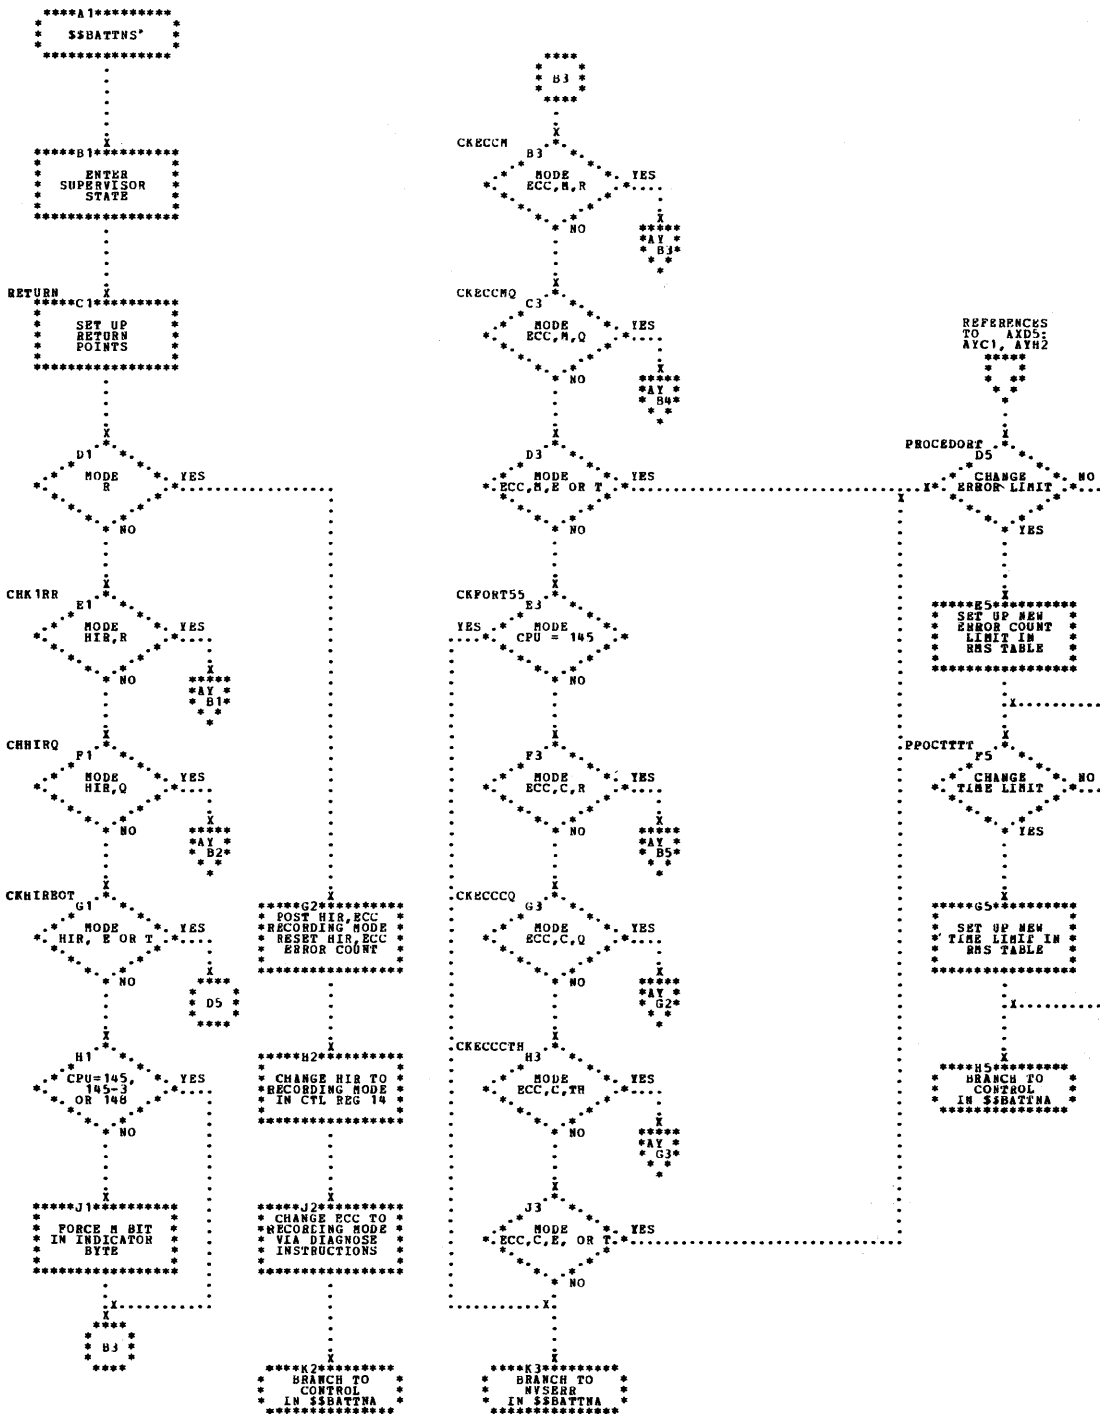 A1
$$BATTNS'
B1
ENTER
SUPERVISOR
STATE
RETURN
C1
SET UP
RETURN
POINTS
D1
MODE
R
YES
NO
CHK1RR
E1
MODE
HIR,R
YES
NO
AY
B1
CHHIRQ
F1
MODE
HIR,Q
YES
NO
AY
B2
CKHIREOT
G1
MODE
HIR, E OR T
YES
NO
D5
H1
CPU=145,
145-3
OR 148
YES
NO
J1
FORCE M BIT
IN INDICATOR
BYTE
B3
G2
POST HIR,ECC
RECORDING MODE
RESET HIR,ECC
ERROR COUNT
H2
CHANGE HIR TO
RECORDING MODE
IN CTL REG 14
J2
CHANGE ECC TO
RECORDING MODE
VIA DIAGNOSE
INSTRUCTIONS
K2
BRANCH TO
CONTROL
IN $$BATTNA
B3
CKECCM
B3
MODE
ECC,M,R
YES
NO
AY
B3
CKECCMQ
C3
MODE
ECC,M,Q
YES
NO
AY
B4
D3
MODE
ECC,M,E OR T
YES
NO
CKFORT55
E3
MODE
CPU = 145
YES
NO
F3
MODE
ECC,C,R
YES
NO
AY
B5
CKECCCQ
G3
MODE
ECC,C,Q
YES
NO
AY
G2
CKECCCTH
H3
MODE
ECC,C,TH
YES
NO
AY
G3
J3
MODE
ECC,C,E, OR T
YES
NO
K3
BRANCH TO
NVSERR
IN $$BATTNA
REFERENCES
TO AXD5:
AYC1, AYH2
PROCEDORT
D5
CHANGE
ERROR LIMIT
NO
YES
E5
SET UP NEW
ERROR COUNT
LIMIT IN
RMS TABLE
PPOCTTTT
F5
CHANGE
TIME LIMIT
NO
YES
G5
SET UP NEW
TIME LIMIT IN
RMS TABLE
H5
BRANCH TO
CONTROL
IN $$BATTNA